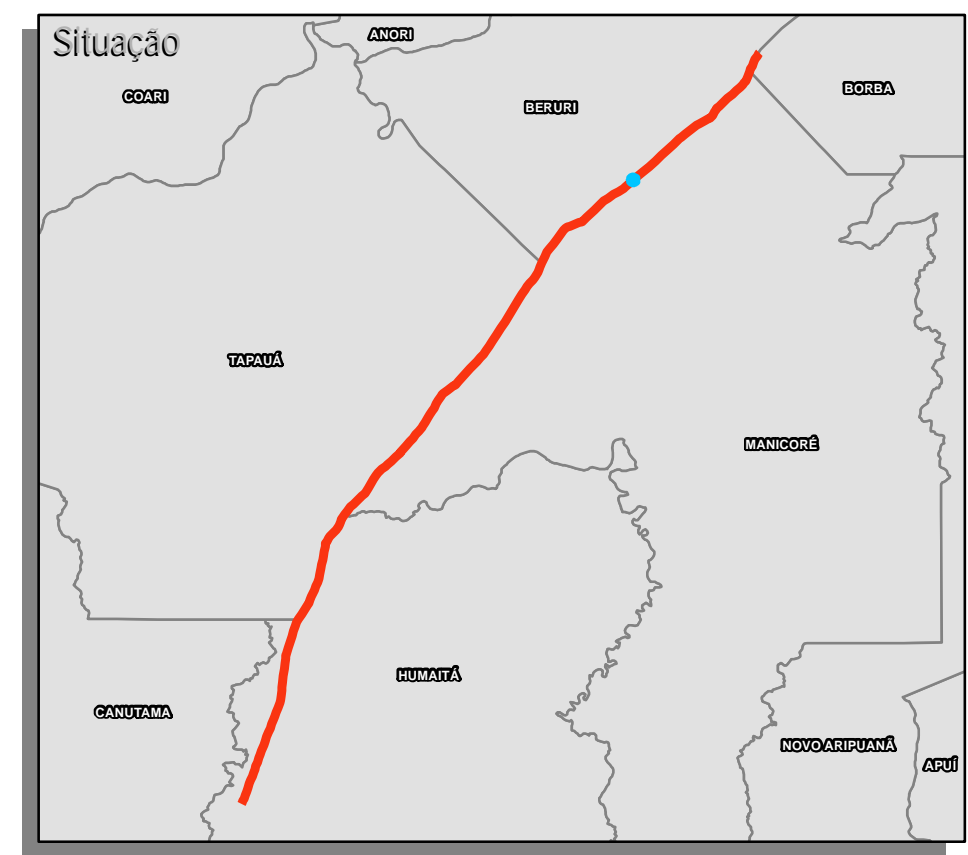 Situação
ANORI
COARI
BERURI
BORBA
TAPAUÁ
MANICORÉ
HUMAITÁ
CANUTAMA
NOVO ARIPUANÃ
APUÍ